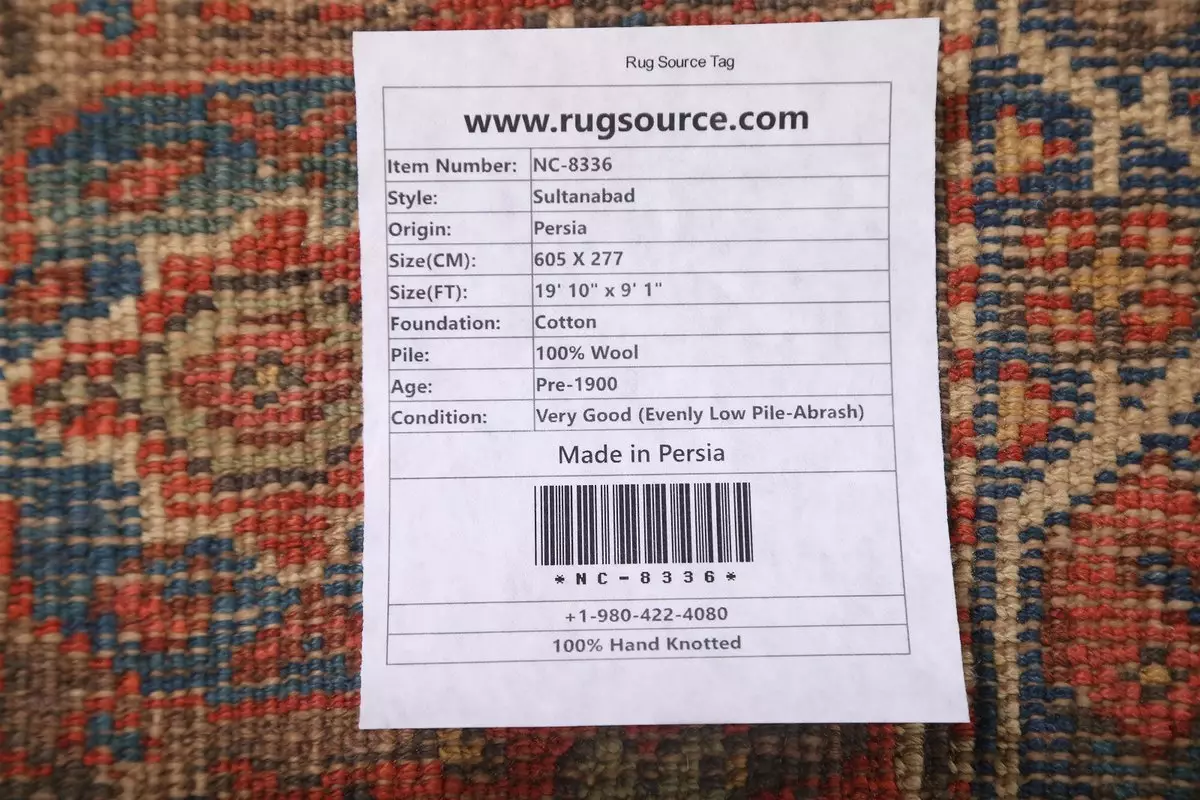 Rug Source Tag
www.rugsource.com
Item Number: NC-8336
Style: Sultanabad
Origin: Persia
Size(CM): 605 X 277
Size(FT): 19' 10" x 9' 1"
Foundation: Cotton
Pile: 100% Wool
Age: Pre-1900
Condition: Very Good (Evenly Low Pile-Abrash)
Made in Persia
*NC-8336*
+1-980-422-4080
100% Hand Knotted